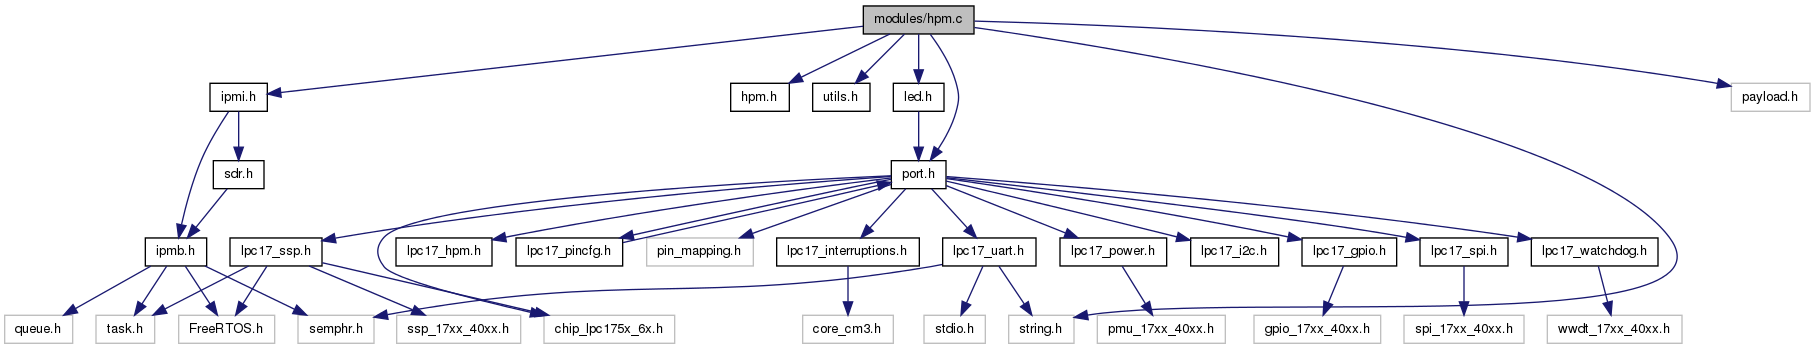 modules/hpm.c
ipmi.h
hpm.h
utils.h
led.h
payload.h
sdr.h
port.h
ipmb.h
lpc17_ssp.h
lpc17_hpm.h
lpc17_pincfg.h
pin_mapping.h
lpc17_interruptions.h
lpc17_uart.h
lpc17_power.h
lpc17_i2c.h
lpc17_gpio.h
lpc17_spi.h
lpc17_watchdog.h
queue.h
task.h
FreeRTOS.h
semphr.h
ssp_17xx_40xx.h
chip_lpc175x_6x.h
core_cm3.h
stdio.h
string.h
pmu_17xx_40xx.h
gpio_17xx_40xx.h
spi_17xx_40xx.h
wwdt_17xx_40xx.h